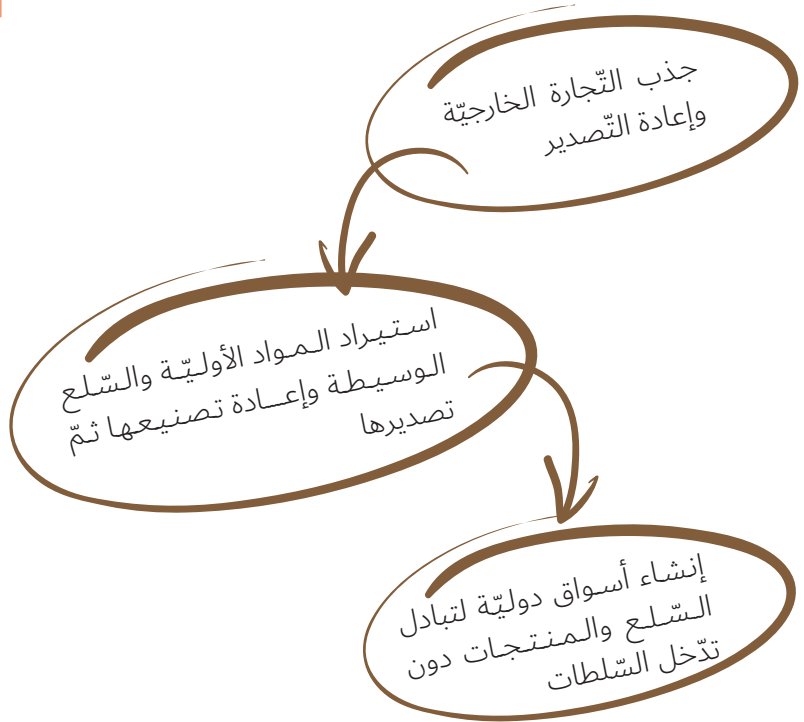 جذب التّجارة الخارجيّة
وإعادة التّصدير
استيراد المواد الأوليّة والسّلع
الوسيطة وإعادة تصنيعها ثمّ
تصديرها
إنشاء أسواق دوليّة لتبادل
السّلع والمنتجات دون
تدّخل السّلطات